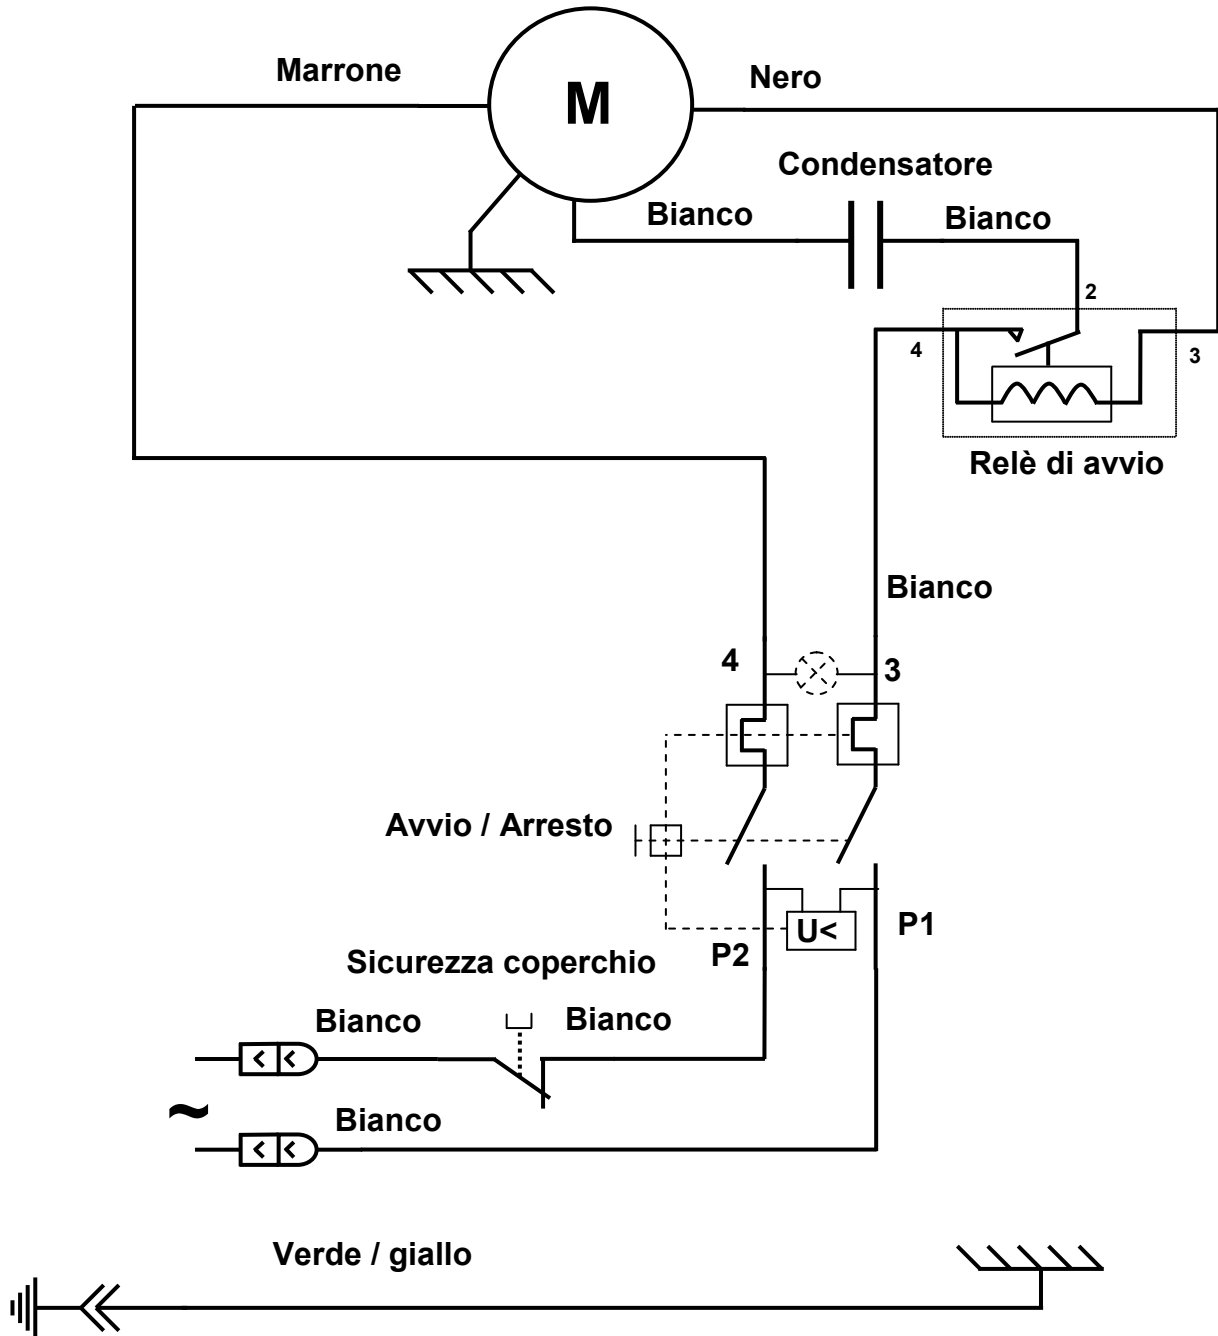 Marrone
M
Nero
Condensatore
Bianco
Bianco
2
4
3
Relè di avvio
Bianco
4
3
Avvio / Arresto
U<
P1
P2
Sicurezza coperchio
Bianco
Bianco
~
Bianco
Verde / giallo